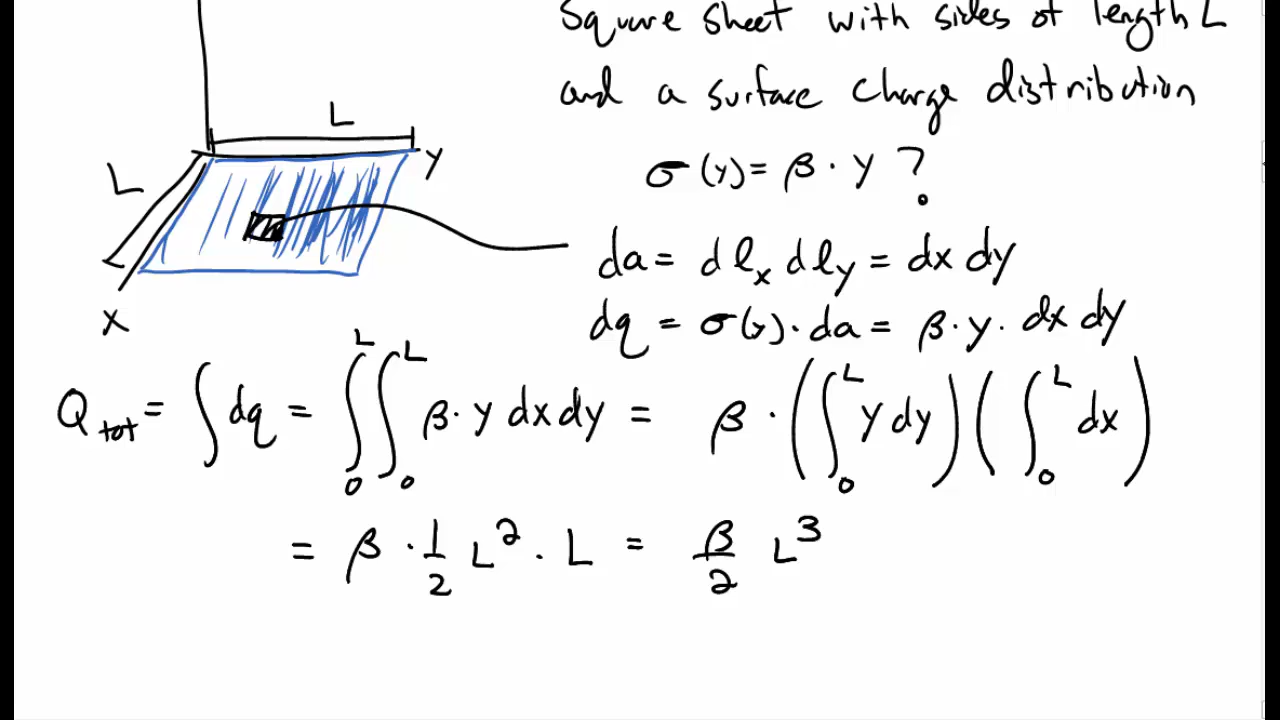 Square sheet with sides of length L
and a surface charge distribution
σ(y) = β · y ?
L
L
y
x
da = dℓ_x dℓ_y = dx dy
dq = σ(y) · da = β · y · dx dy
Q_tot = ∫ dq = ∫_0^L ∫_0^L β · y dx dy = β · (∫_0^L y dy) (∫_0^L dx)
= β · 1/2 L^2 · L = β/2 L^3